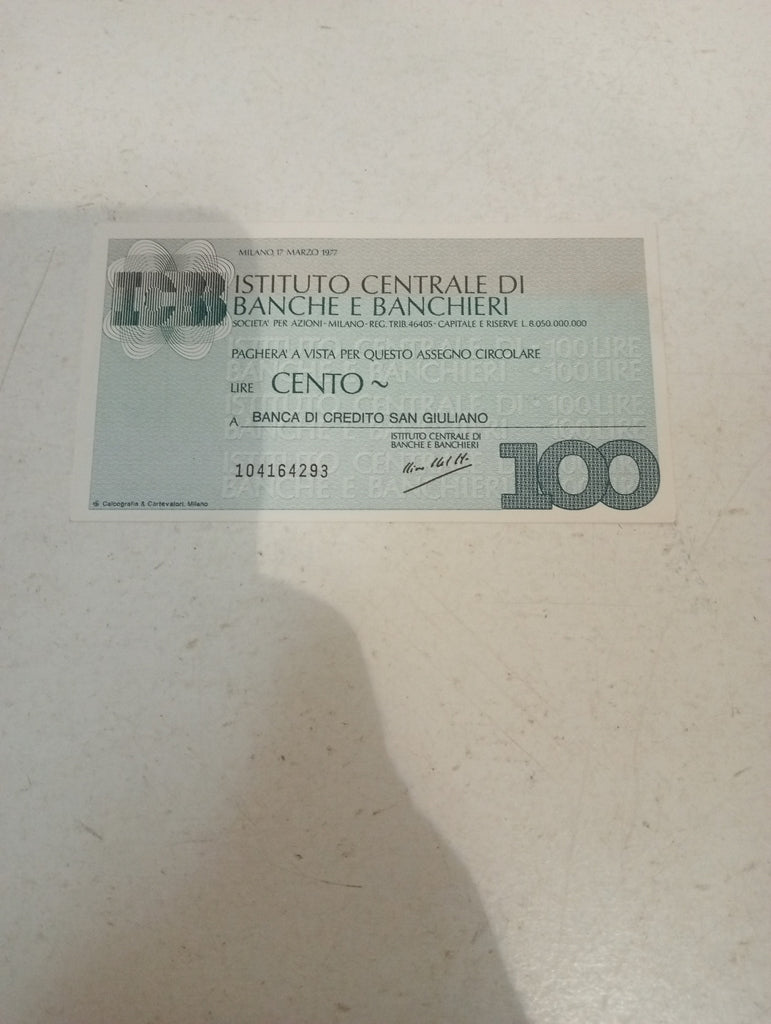 MILANO, 17 MARZO 1977
ICB
ISTITUTO CENTRALE DI
BANCHE E BANCHIERI
SOCIETA' PER AZIONI - MILANO - REG. TRIB. 46405 - CAPITALE E RISERVE L. 8.050.000.000
PAGHERA' A VISTA PER QUESTO ASSEGNO CIRCOLARE
LIRE CENTO ~
A BANCA DI CREDITO SAN GIULIANO
ISTITUTO CENTRALE DI
BANCHE E BANCHIERI
104164293
100
Calcografia & Cartevalori, Milano